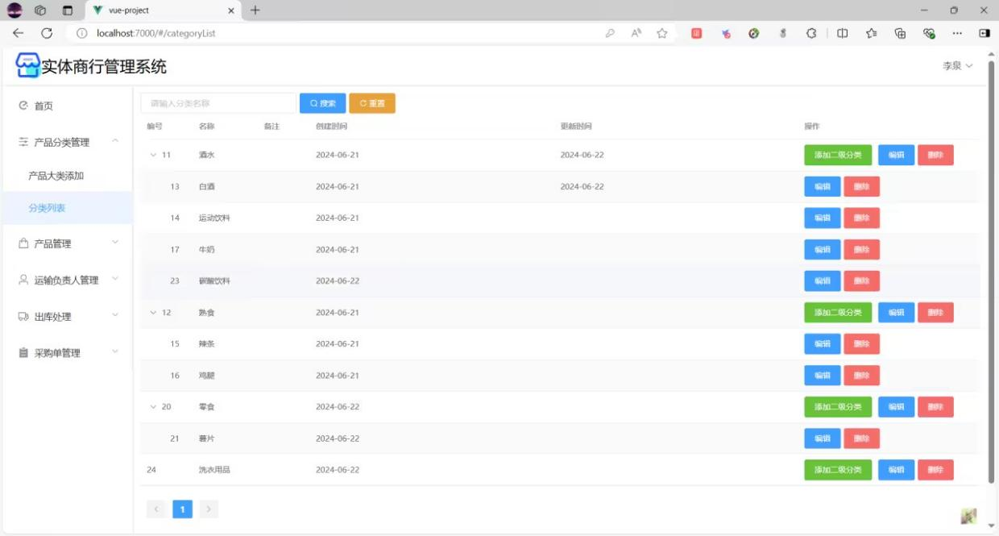 vue-project
localhost:7000/#/categoryList
实体商行管理系统
李泉
首页
产品分类管理
产品大类添加
分类列表
产品管理
运输负责人管理
出库处理
采购单管理
请输入分类名称 搜索 重置
编号 名称 备注 创建时间 更新时间 操作
11 酒水 2024-06-21 2024-06-22 添加二级分类 编辑 删除
13 白酒 2024-06-21 2024-06-22 编辑 删除
14 运动饮料 2024-06-21 编辑 删除
17 牛奶 2024-06-21 编辑 删除
23 碳酸饮料 2024-06-22 编辑 删除
12 熟食 2024-06-21 添加二级分类 编辑 删除
15 辣条 2024-06-21 编辑 删除
16 鸡腿 2024-06-21 编辑 删除
20 零食 2024-06-22 添加二级分类 编辑 删除
21 薯片 2024-06-22 编辑 删除
24 洗衣用品 2024-06-22 添加二级分类 编辑 删除
1